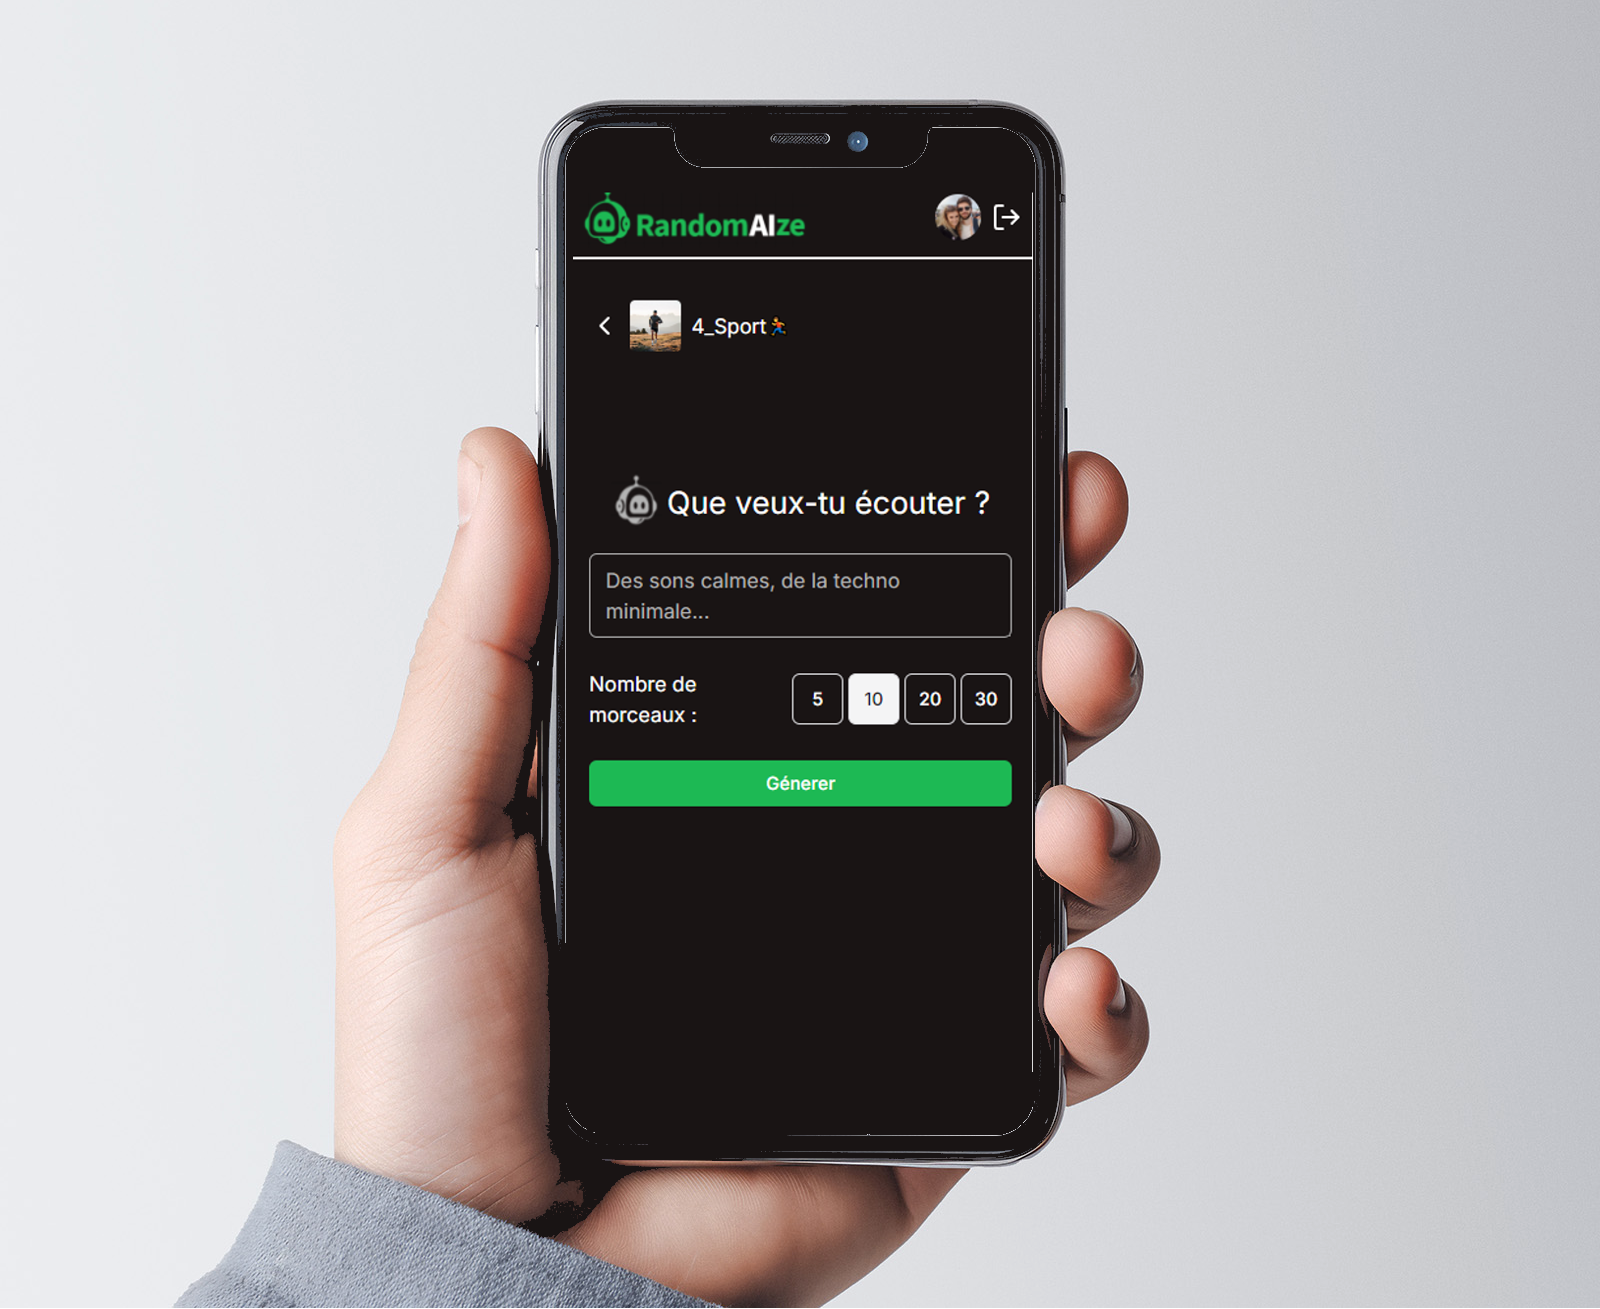 RandomAIze
4_Sport🏃
Que veux-tu écouter ?
Des sons calmes, de la techno
minimale...
Nombre de
morceaux :
5 10 20 30
Génerer